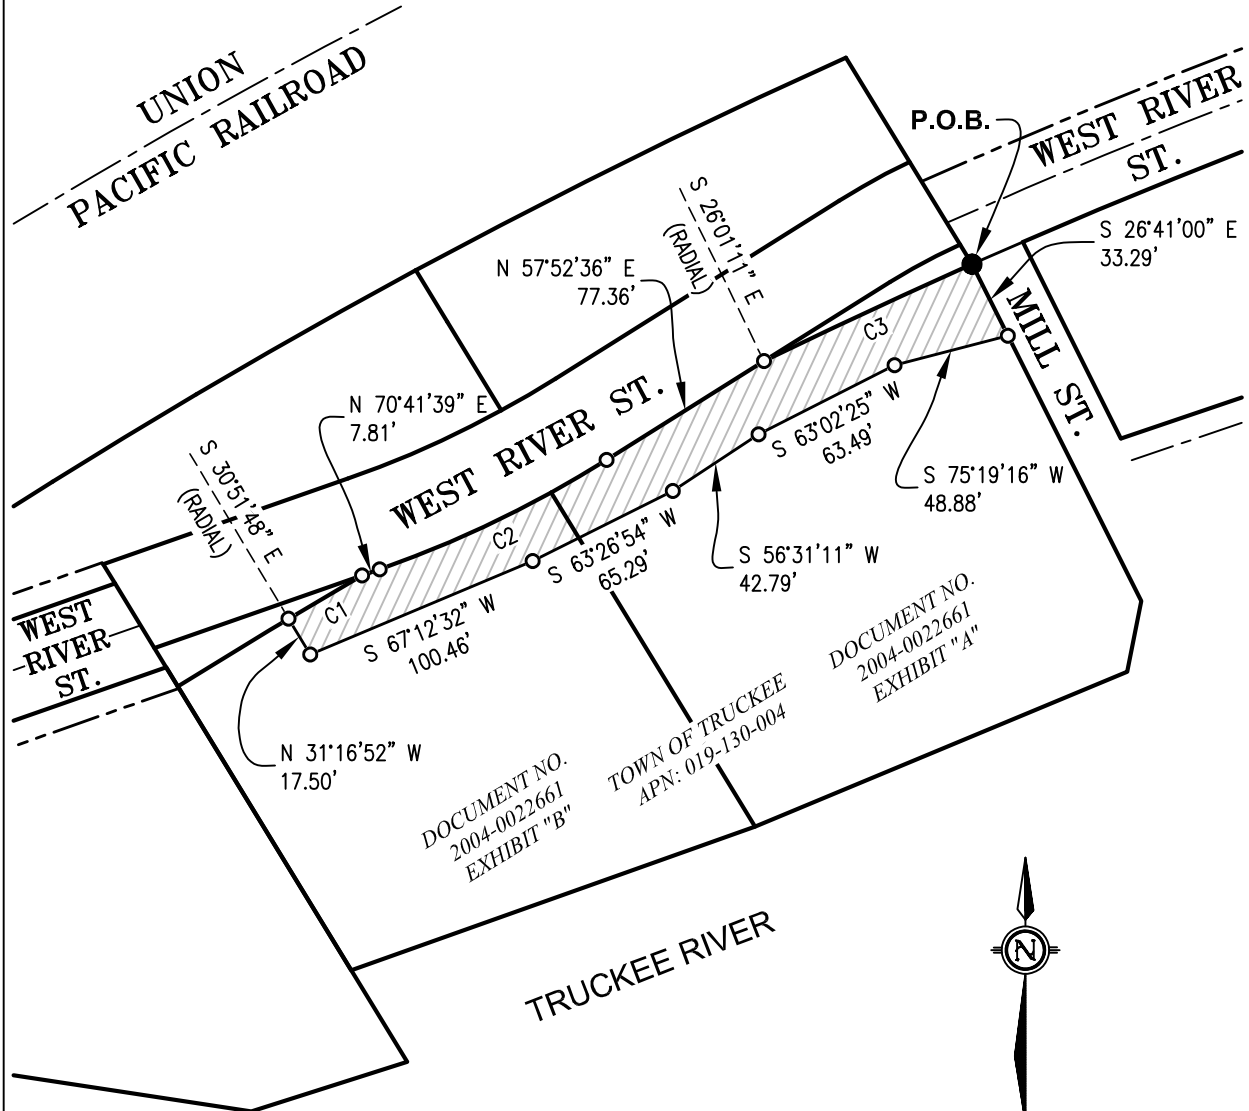 UNION
PACIFIC RAILROAD
P.O.B.
WEST RIVER
ST.
S 26°01'11" E
(RADIAL)
S 26°41'00" E
33.29'
N 57°52'36" E
77.36'
MILL ST.
C3
N 70°41'39" E
7.81'
WEST RIVER ST.
S 63°02'25" W
63.49'
S 30°51'48" E
(RADIAL)
S 75°19'16" W
48.88'
C2
S 63°26'54" W
65.29'
S 56°31'11" W
42.79'
C1
WEST
RIVER
ST.
S 67°12'32" W
100.46'
DOCUMENT NO.
2004-0022661
EXHIBIT "A"
N 31°16'52" W
17.50'
TOWN OF TRUCKEE
APN: 019-130-004
DOCUMENT NO.
2004-0022661
EXHIBIT "B"
TRUCKEE RIVER
N